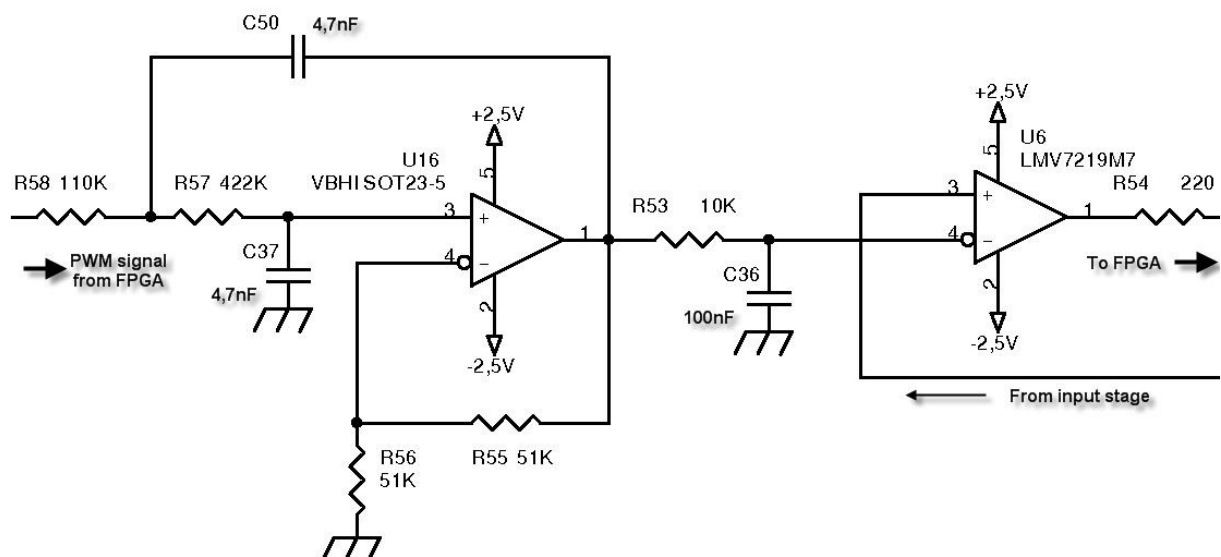 C50 4,7nF
+2,5V
5
U16
VBHI SOT23-5
R58 110K
R57 422K
3
+
4
−
1
2
-2,5V
PWM signal
from FPGA
C37
4,7nF
R53 10K
C36
100nF
+2,5V
5
U6
LMV7219M7
3
+
4
−
1
2
-2,5V
R54 220
To FPGA
From input stage
R56
51K
R55 51K